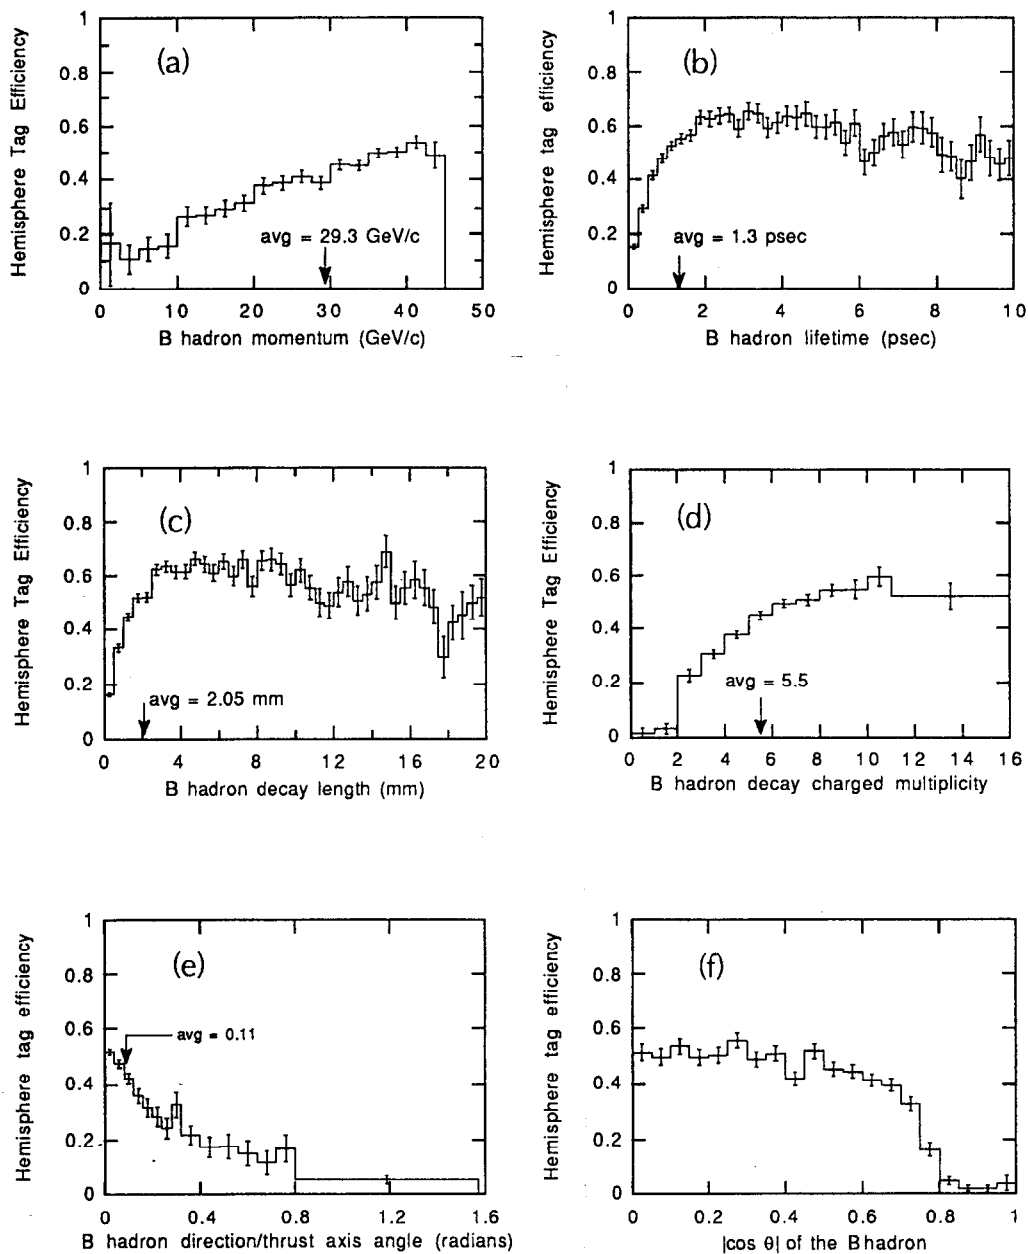 (a)
Hemisphere Tag Efficiency
1
0.8
0.6
0.4
0.2
0
avg = 29.3 GeV/c
0 10 20 30 40 50
B hadron momentum (GeV/c)
(b)
Hemisphere tag efficiency
1
0.8
0.6
0.4
0.2
0
avg = 1.3 psec
0 2 4 6 8 10
B hadron lifetime (psec)
(c)
Hemisphere Tag Efficiency
1
0.8
0.6
0.4
0.2
0
avg = 2.05 mm
0 4 8 12 16 20
B hadron decay length (mm)
(d)
Hemisphere Tag Efficiency
1
0.8
0.6
0.4
0.2
0
avg = 5.5
0 2 4 6 8 10 12 14 16
B hadron decay charged multiplicity
(e)
Hemisphere tag efficiency
1
0.8
0.6
0.4
0.2
0
avg = 0.11
0 0.4 0.8 1.2 1.6
B hadron direction/thrust axis angle (radians)
(f)
Hemisphere tag efficiency
1
0.8
0.6
0.4
0.2
0
0 0.2 0.4 0.6 0.8 1
|cos θ| of the B hadron